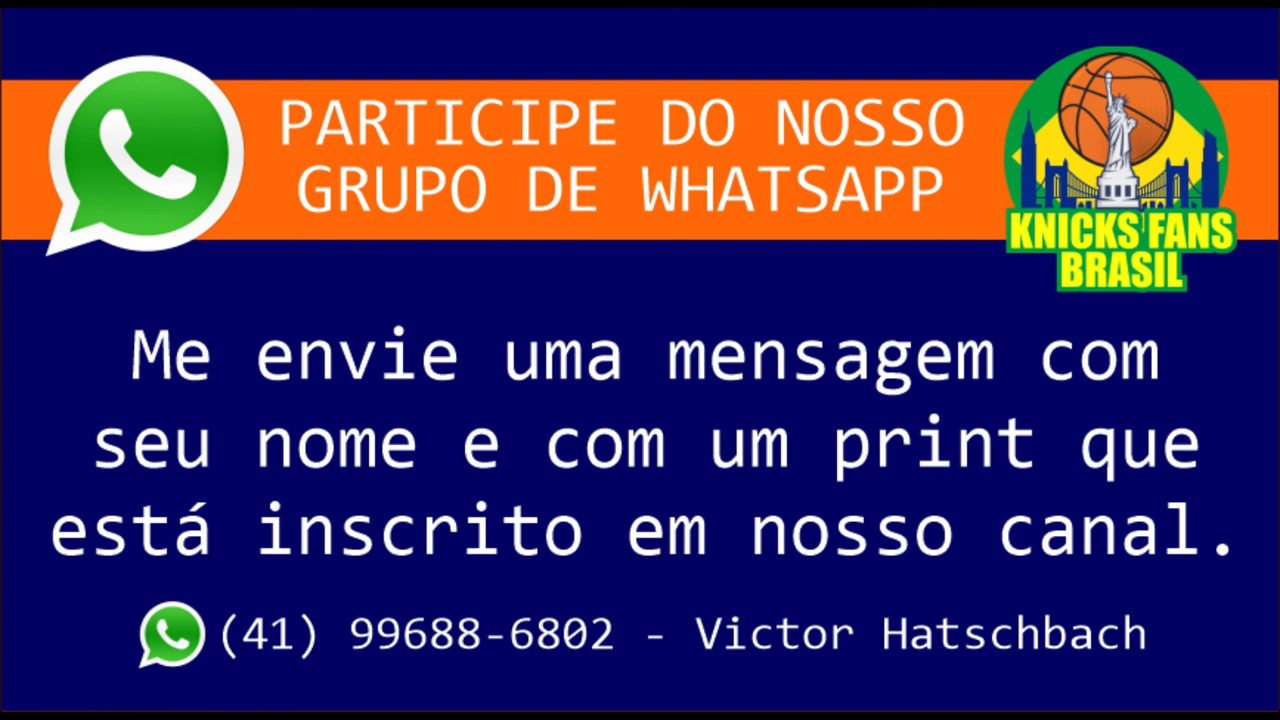 PARTICIPE DO NOSSO
GRUPO DE WHATSAPP
KNICKS FANS
BRASIL
Me envie uma mensagem com
seu nome e com um print que
está inscrito em nosso canal.
(41) 99688-6802 - Victor Hatschbach